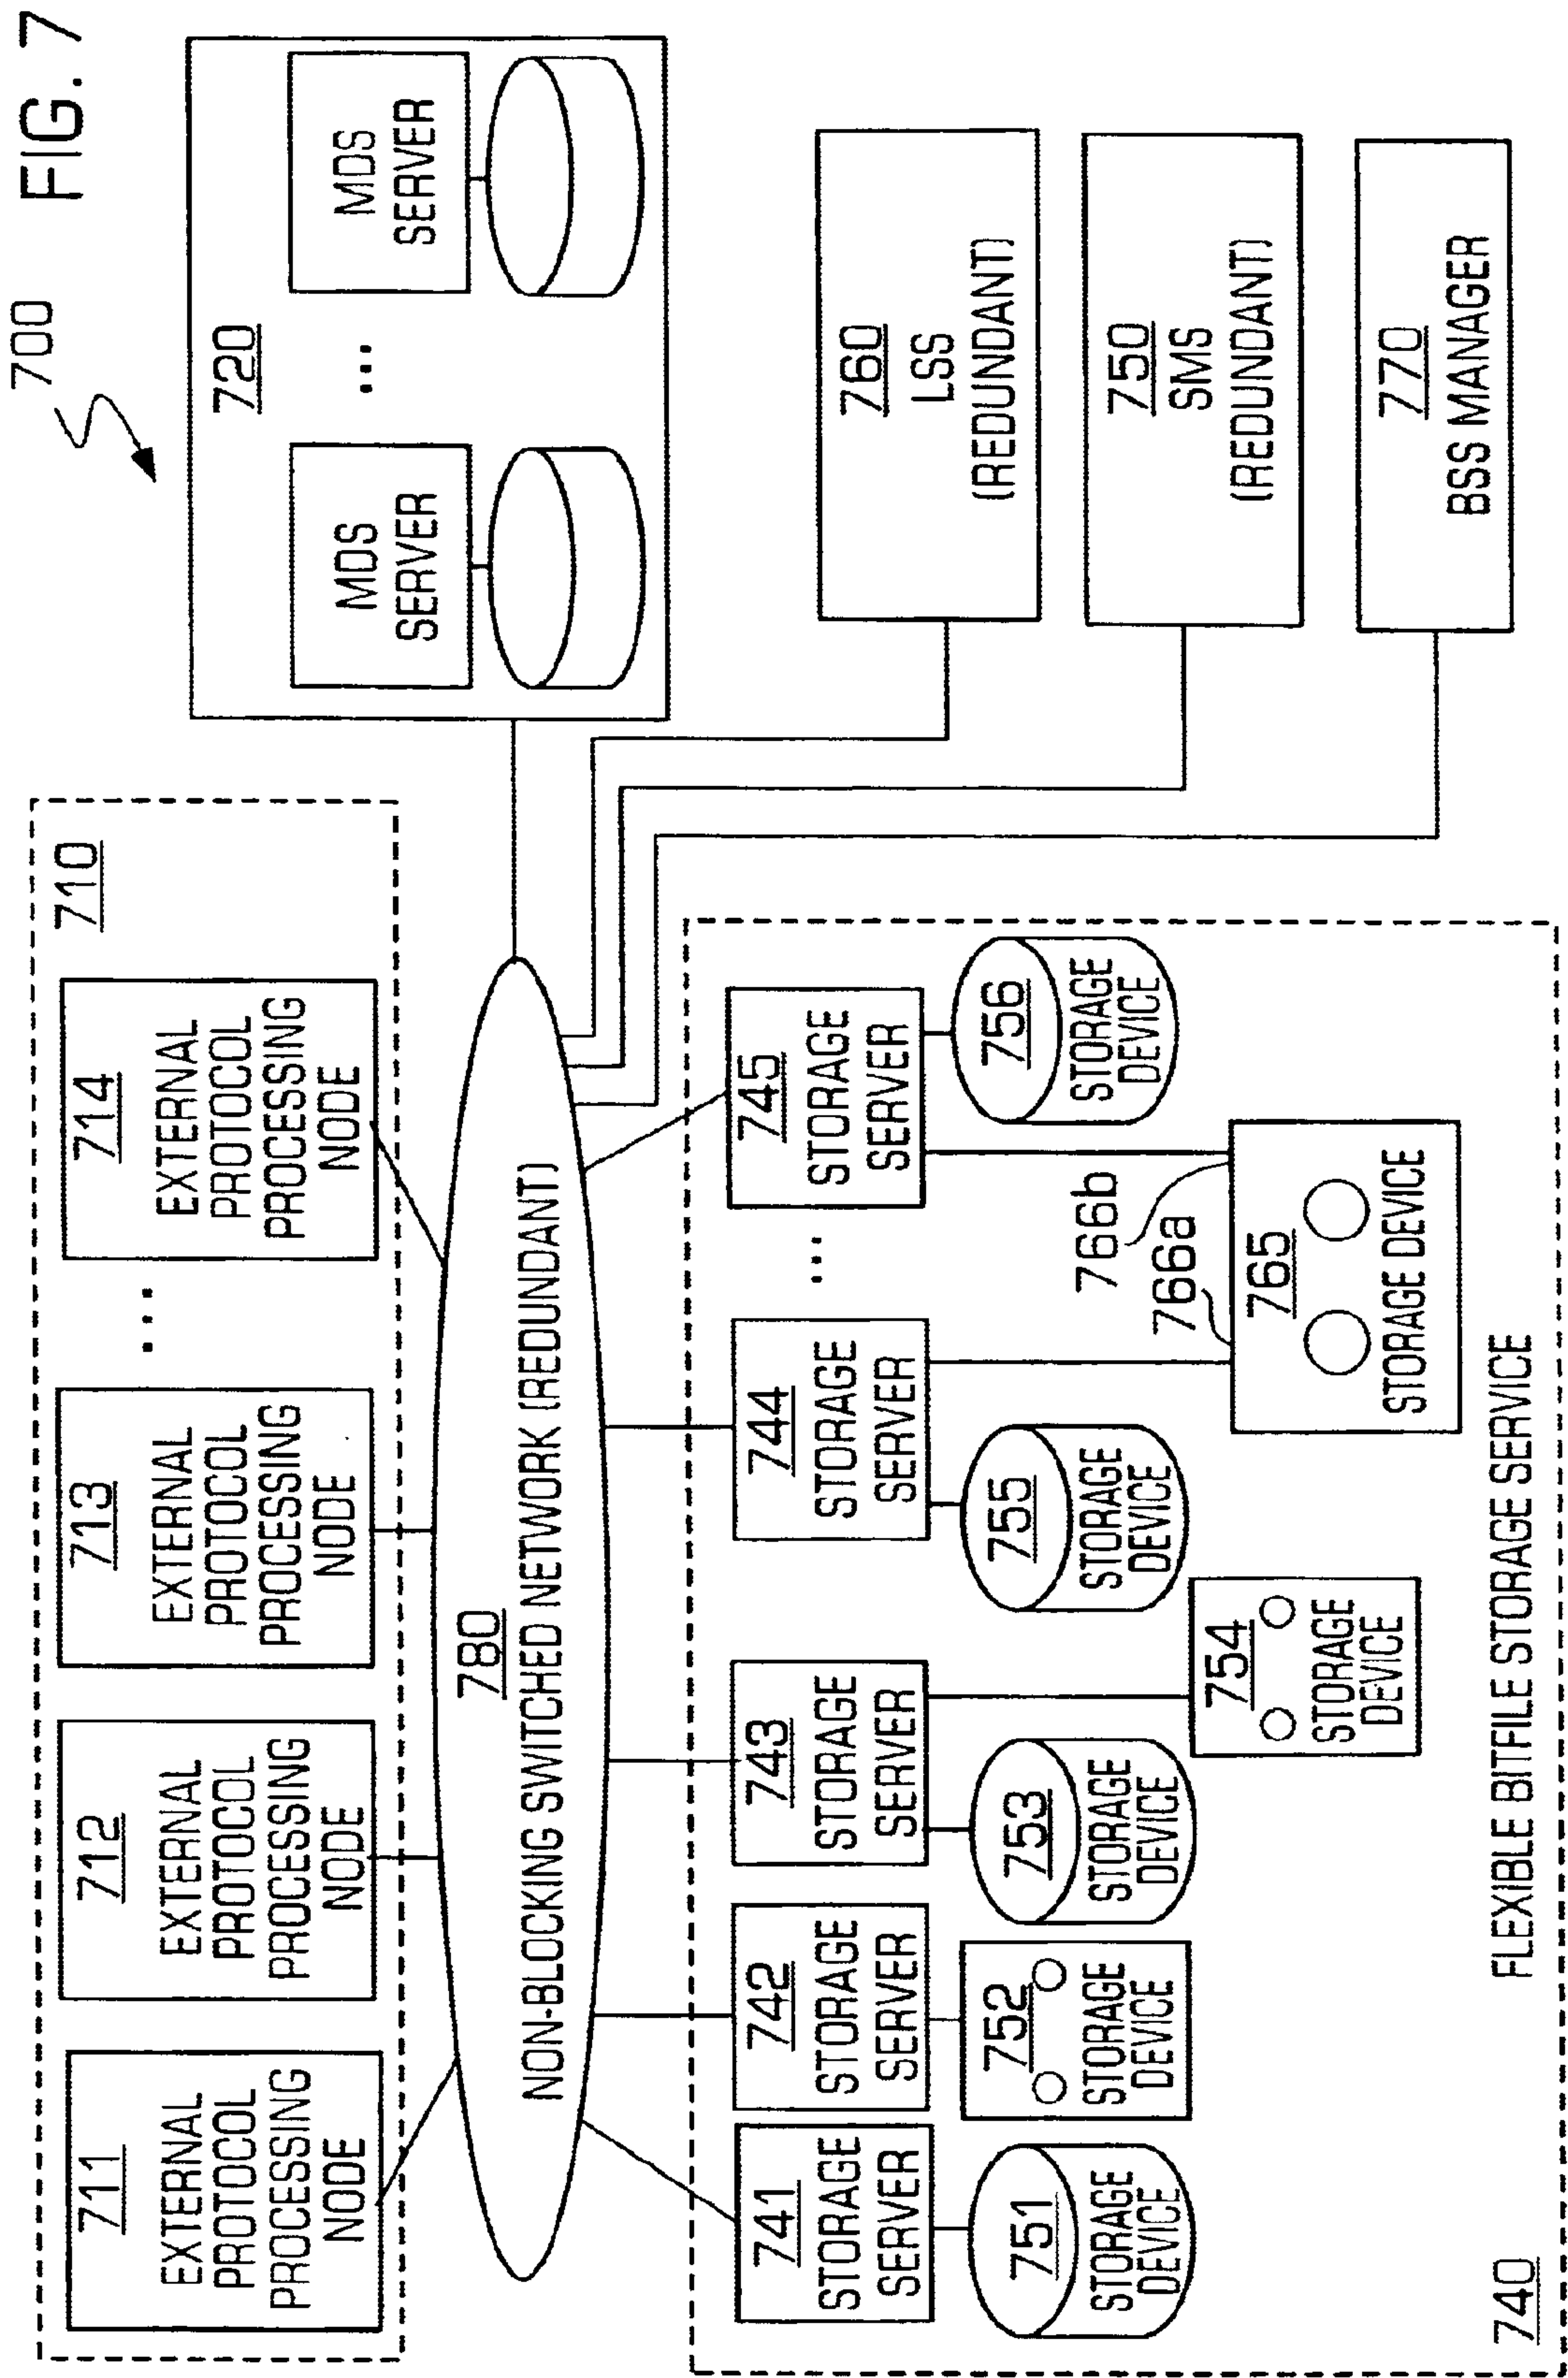 FIG. 7
700
710
711
EXTERNAL
PROTOCOL
PROCESSING
NODE
712
EXTERNAL
PROTOCOL
PROCESSING
NODE
713
EXTERNAL
PROTOCOL
PROCESSING
NODE
...
714
EXTERNAL
PROTOCOL
PROCESSING
NODE
720
MDS
SERVER
...
MDS
SERVER
780
NON-BLOCKING SWITCHED NETWORK (REDUNDANT)
760
LSS
(REDUNDANT)
750
SMS
(REDUNDANT)
770
BSS MANAGER
741
STORAGE
SERVER
742
STORAGE
SERVER
743
STORAGE
SERVER
744
STORAGE
SERVER
...
745
STORAGE
SERVER
751
STORAGE
DEVICE
752
STORAGE
DEVICE
753
STORAGE
DEVICE
754
STORAGE
DEVICE
755
STORAGE
DEVICE
756
STORAGE
DEVICE
766a
766b
765
STORAGE DEVICE
740
FLEXIBLE BITFILE STORAGE SERVICE